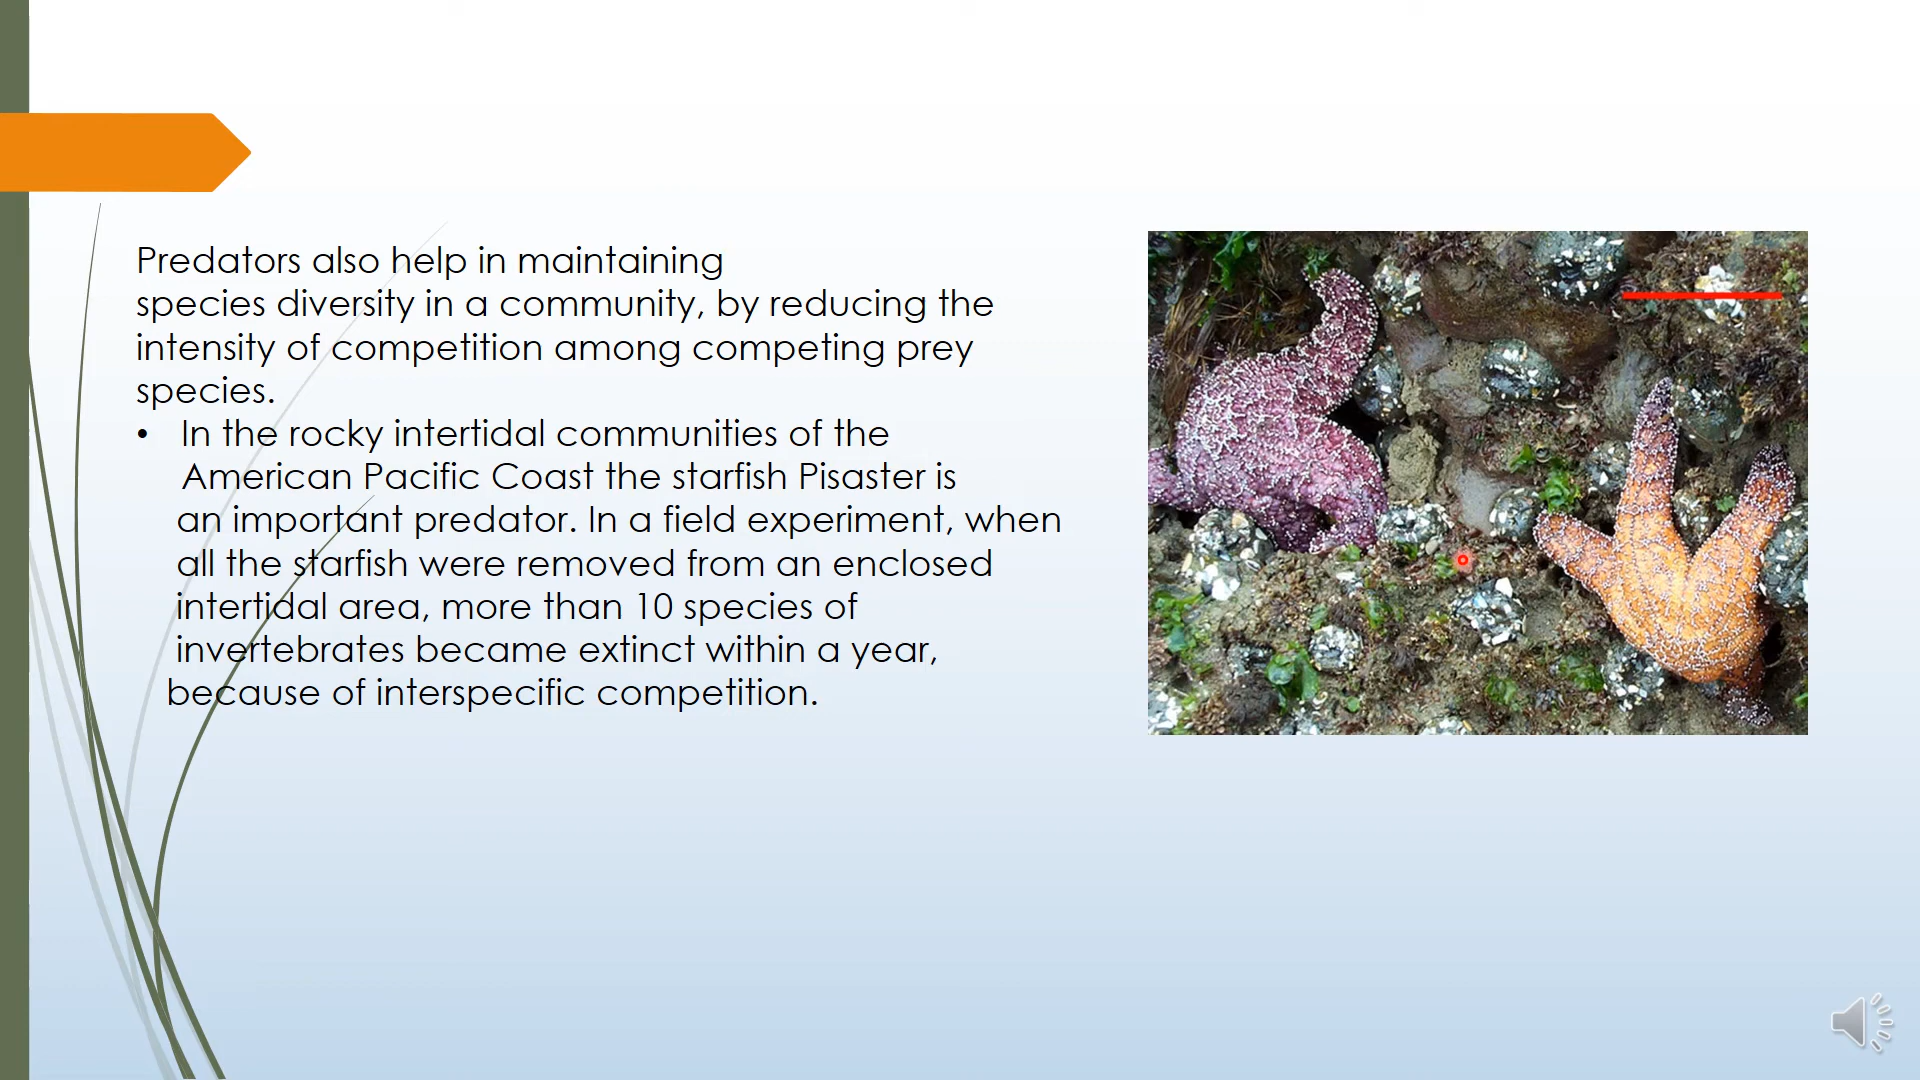 Predators also help in maintaining
species diversity in a community, by reducing the
intensity of competition among competing prey
species.
• In the rocky intertidal communities of the
American Pacific Coast the starfish Pisaster is
an important predator. In a field experiment, when
all the starfish were removed from an enclosed
intertidal area, more than 10 species of
invertebrates became extinct within a year,
because of interspecific competition.